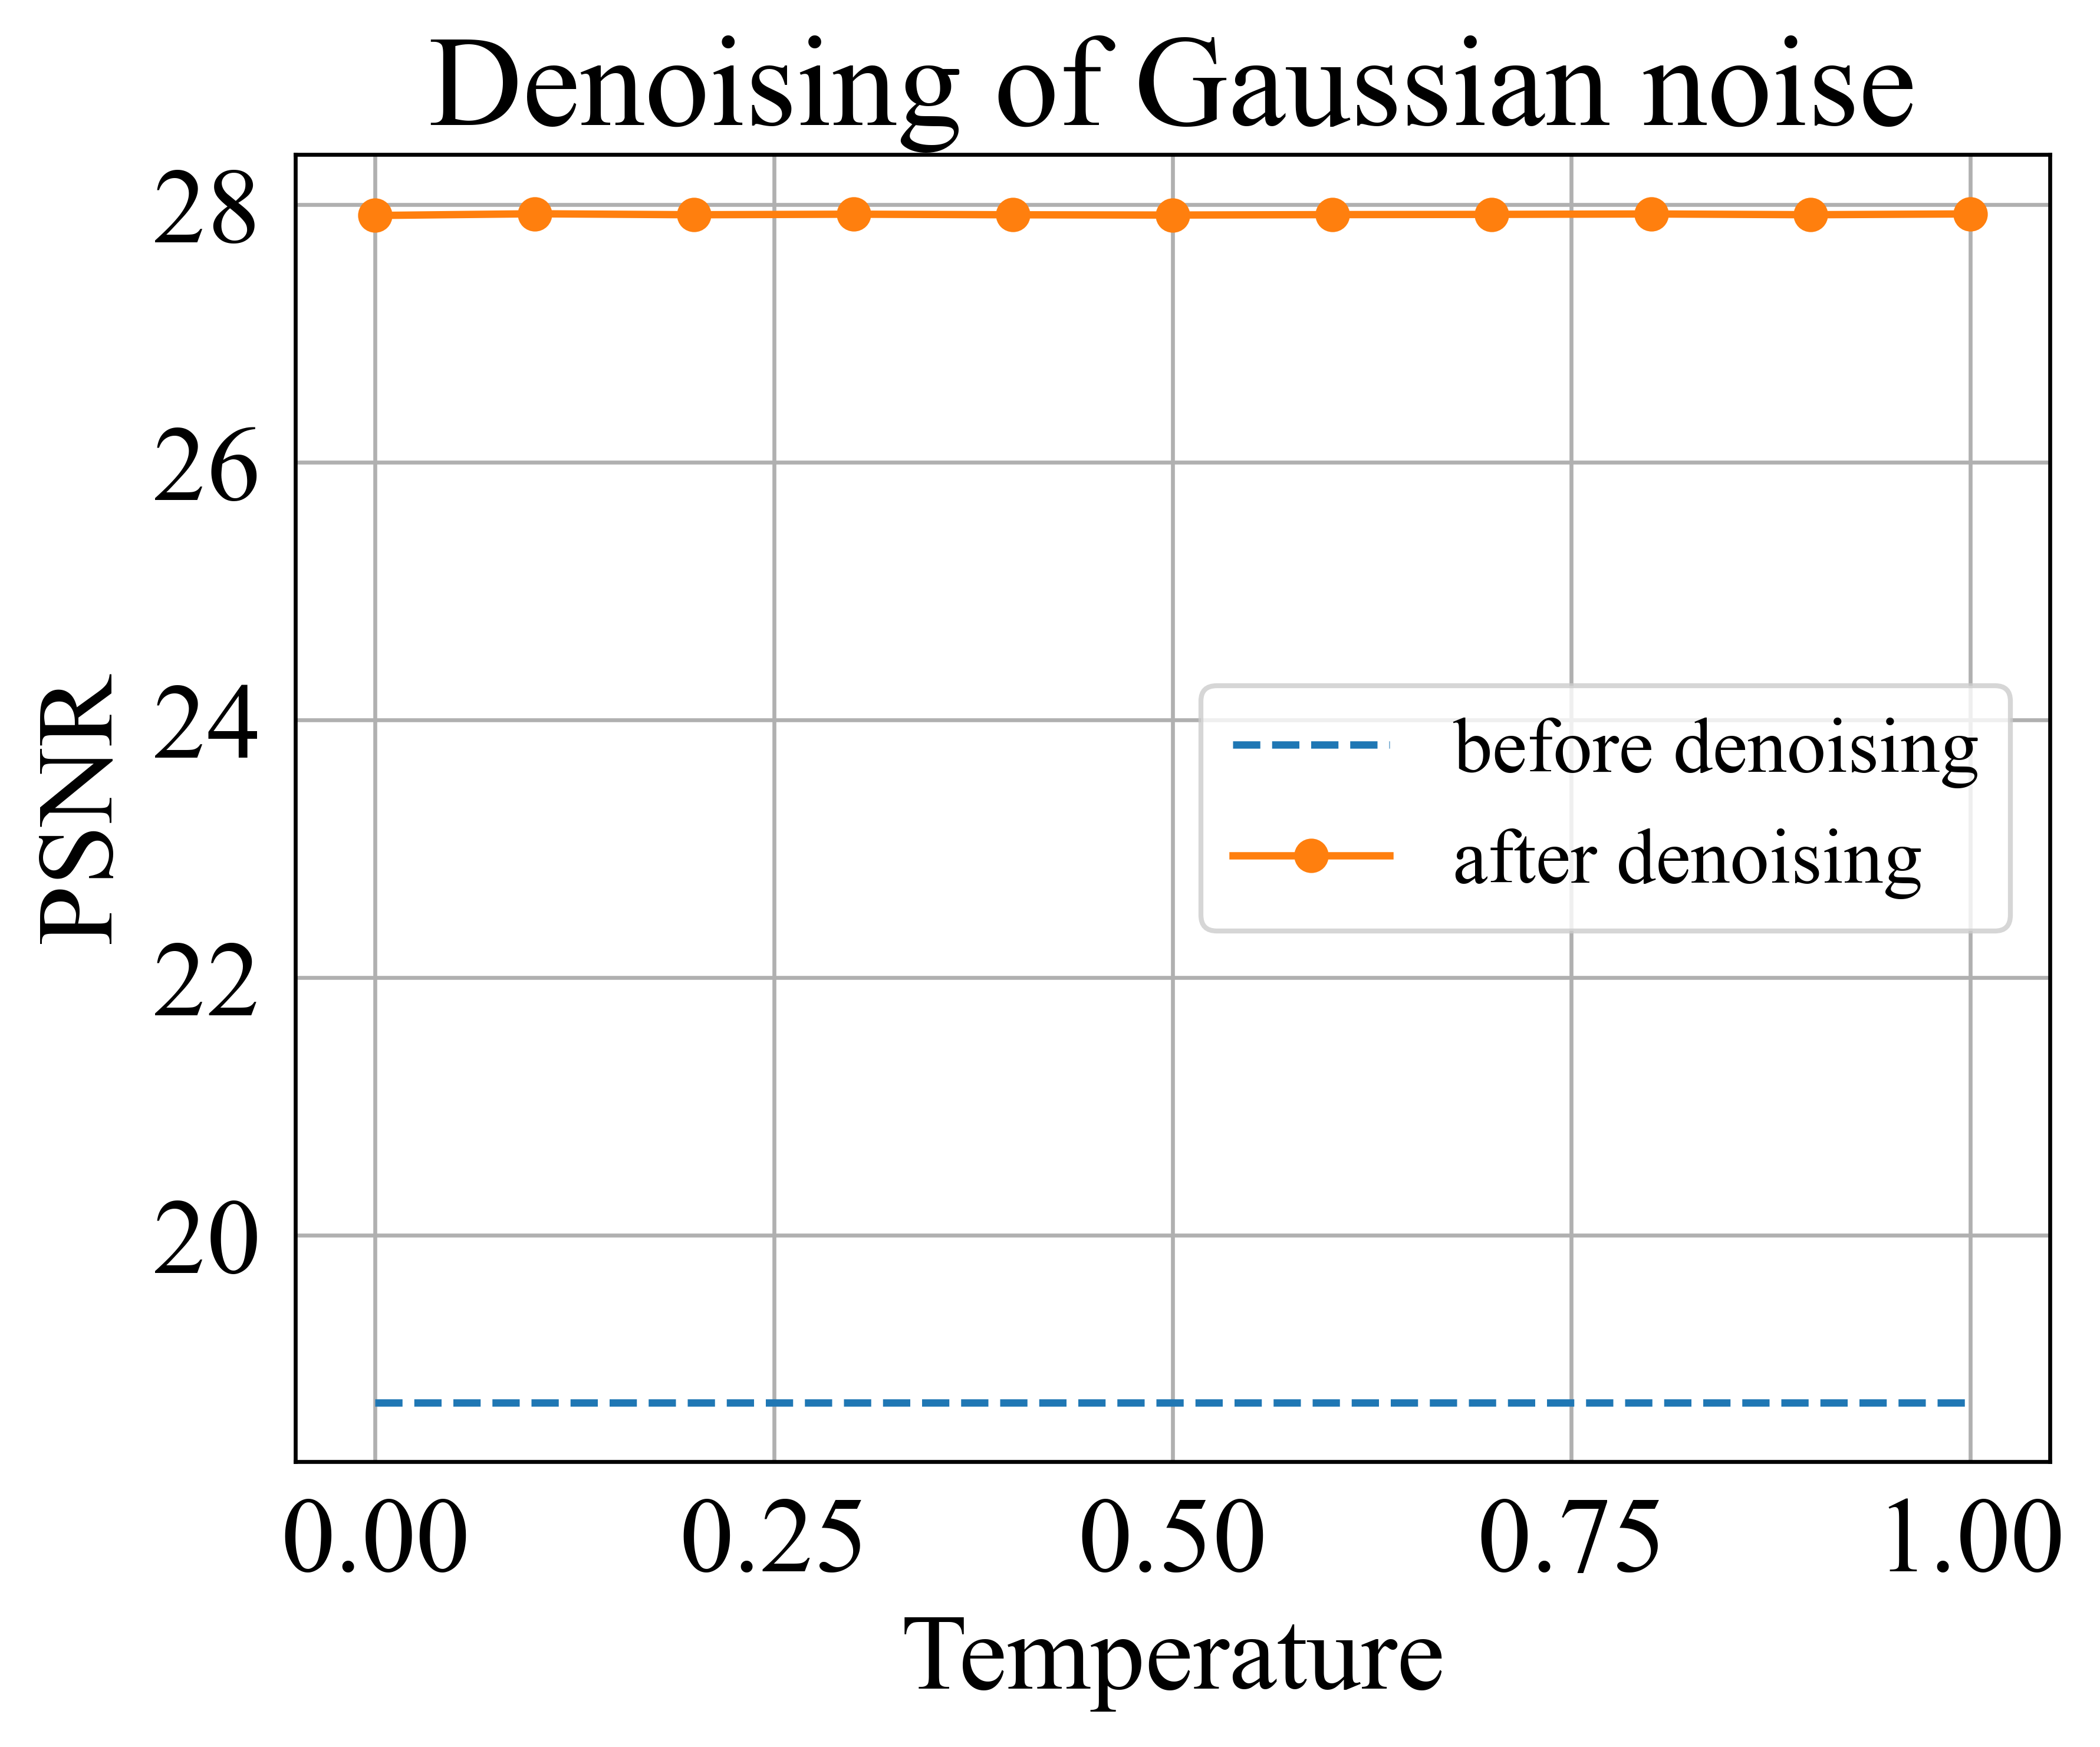 Denoising of Gaussian noise
28
26
24
22
20
PSNR
before denoising
after denoising
0.00 0.25 0.50 0.75 1.00
Temperature